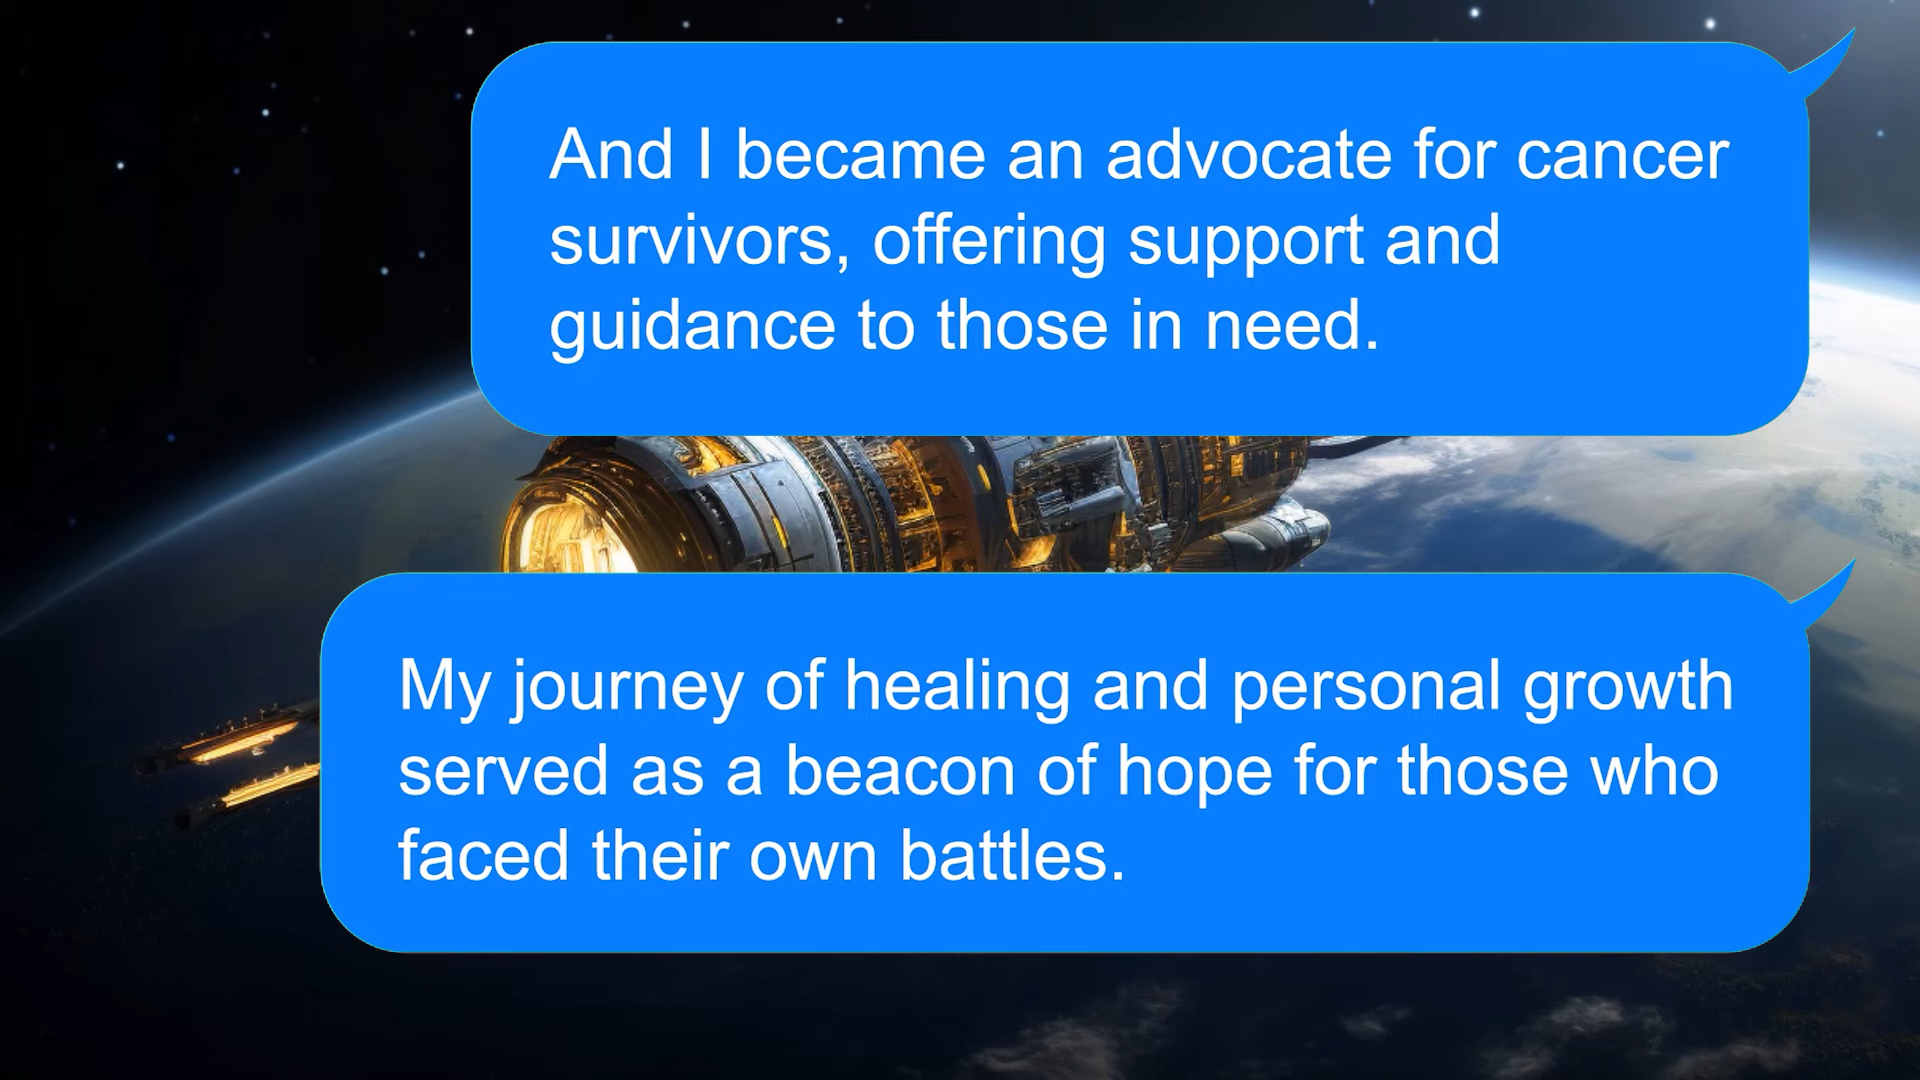 And I became an advocate for cancer
survivors, offering support and
guidance to those in need.
My journey of healing and personal growth
served as a beacon of hope for those who
faced their own battles.